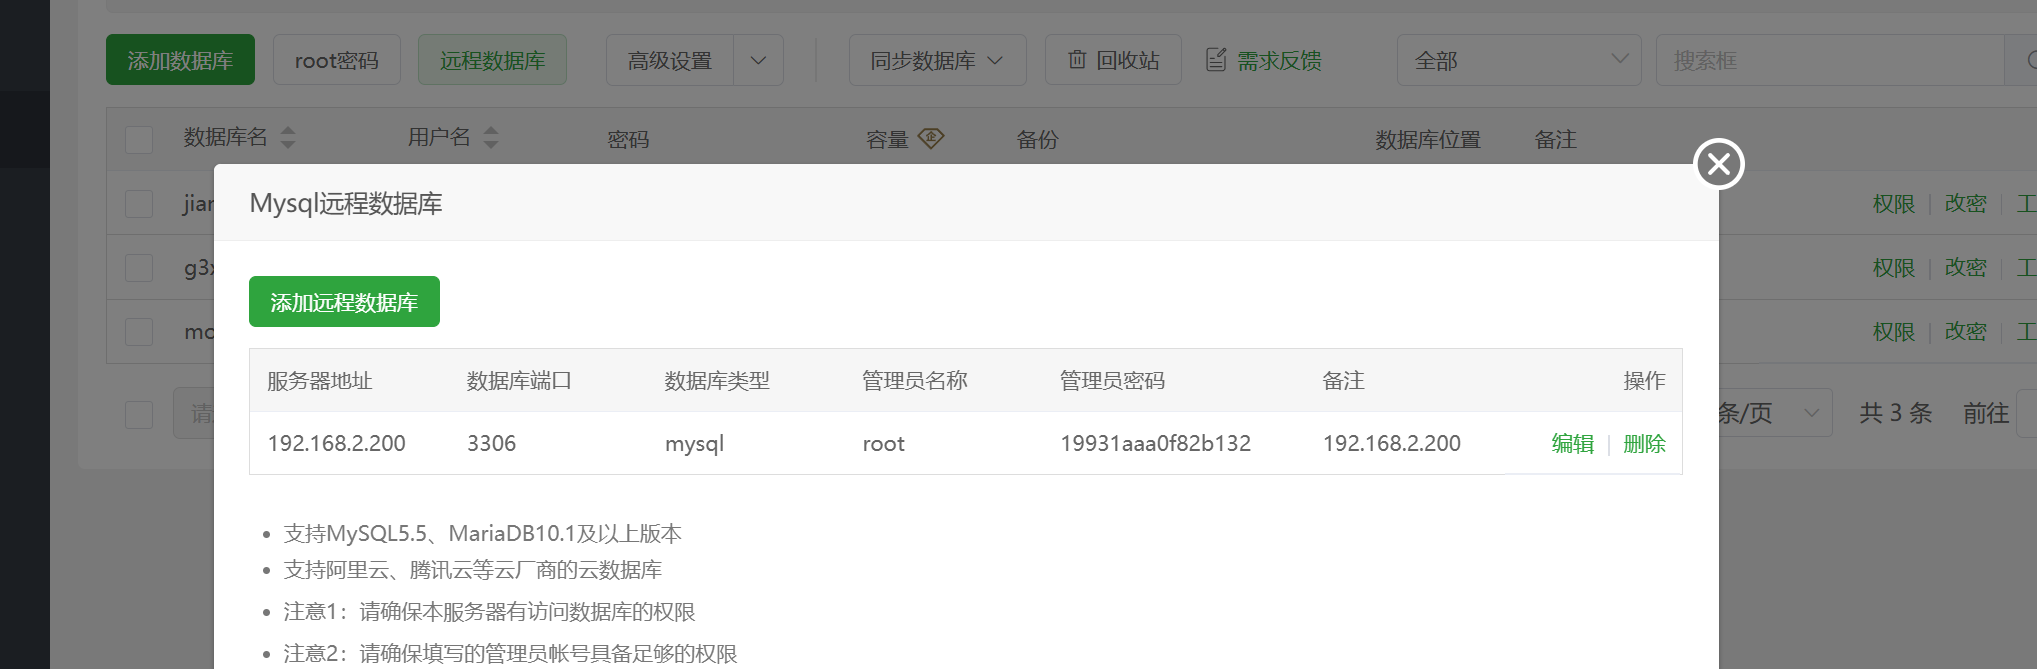 添加数据库 root密码 远程数据库 高级设置 同步数据库 回收站 需求反馈 全部 搜索框
数据库名 用户名 密码 容量 企 备份 数据库位置 备注
Mysql远程数据库
权限 改密
权限 改密
权限 改密
条/页 共 3 条 前往
添加远程数据库
服务器地址 数据库端口 数据库类型 管理员名称 管理员密码 备注 操作
192.168.2.200 3306 mysql root 19931aaa0f82b132 192.168.2.200 编辑 删除
支持MySQL5.5、MariaDB10.1及以上版本
支持阿里云、腾讯云等云厂商的云数据库
注意1：请确保本服务器有访问数据库的权限
注意2：请确保填写的管理员帐号具备足够的权限